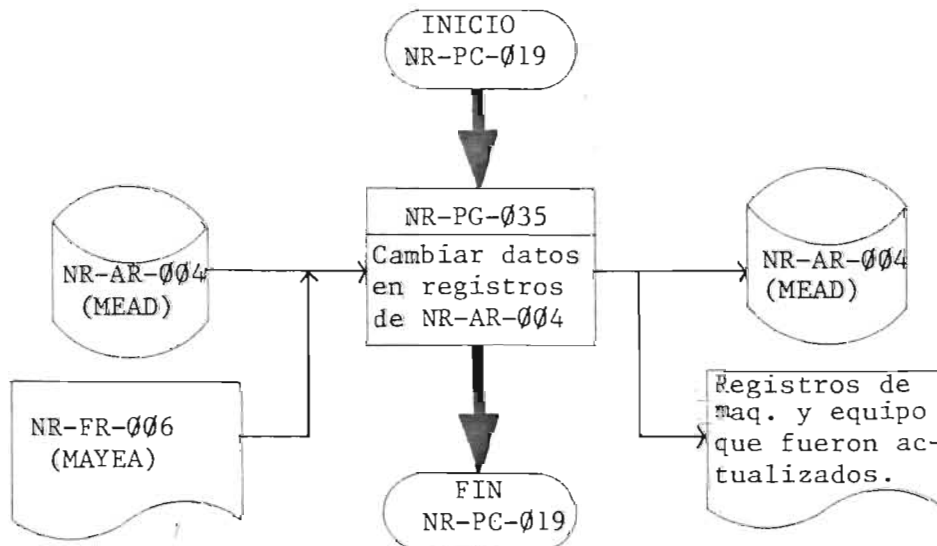 INICIO
NR-PC-Ø19
NR-PG-Ø35
Cambiar datos
en registros
de NR-AR-ØØ4
NR-AR-ØØ4
(MEAD)
NR-AR-ØØ4
(MEAD)
NR-FR-ØØ6
(MAYEA)
Registros de
maq. y equipo
que fueron ac-
tualizados.
FIN
NR-PC-Ø19